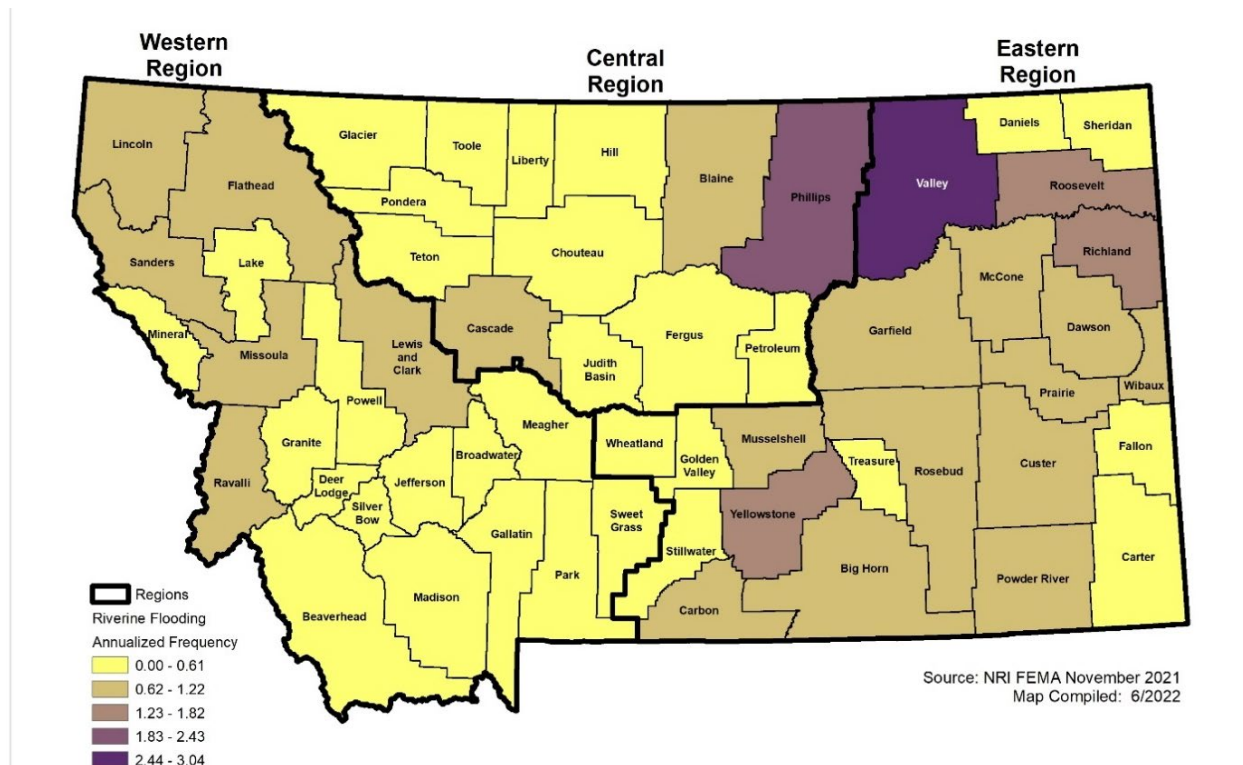 Western
Region
Central
Region
Eastern
Region
Lincoln
Flathead
Glacier
Toole
Liberty
Hill
Blaine
Phillips
Valley
Daniels
Sheridan
Roosevelt
Pondera
Teton
Chouteau
Sanders
Lake
Richland
McCone
Mineral
Missoula
Lewis
and
Clark
Cascade
Judith
Basin
Fergus
Petroleum
Garfield
Dawson
Prairie
Wibaux
Powell
Granite
Ravalli
Deer
Lodge
Silver
Bow
Jefferson
Broadwater
Meagher
Wheatland
Golden
Valley
Musselshell
Treasure
Rosebud
Custer
Fallon
Gallatin
Sweet
Grass
Stillwater
Yellowstone
Beaverhead
Madison
Park
Carbon
Big Horn
Powder River
Carter
Regions
Riverine Flooding
Annualized Frequency
0.00 - 0.61
0.62 - 1.22
1.23 - 1.82
1.83 - 2.43
2.44 - 3.04
Source: NRI FEMA November 2021
Map Compiled: 6/2022